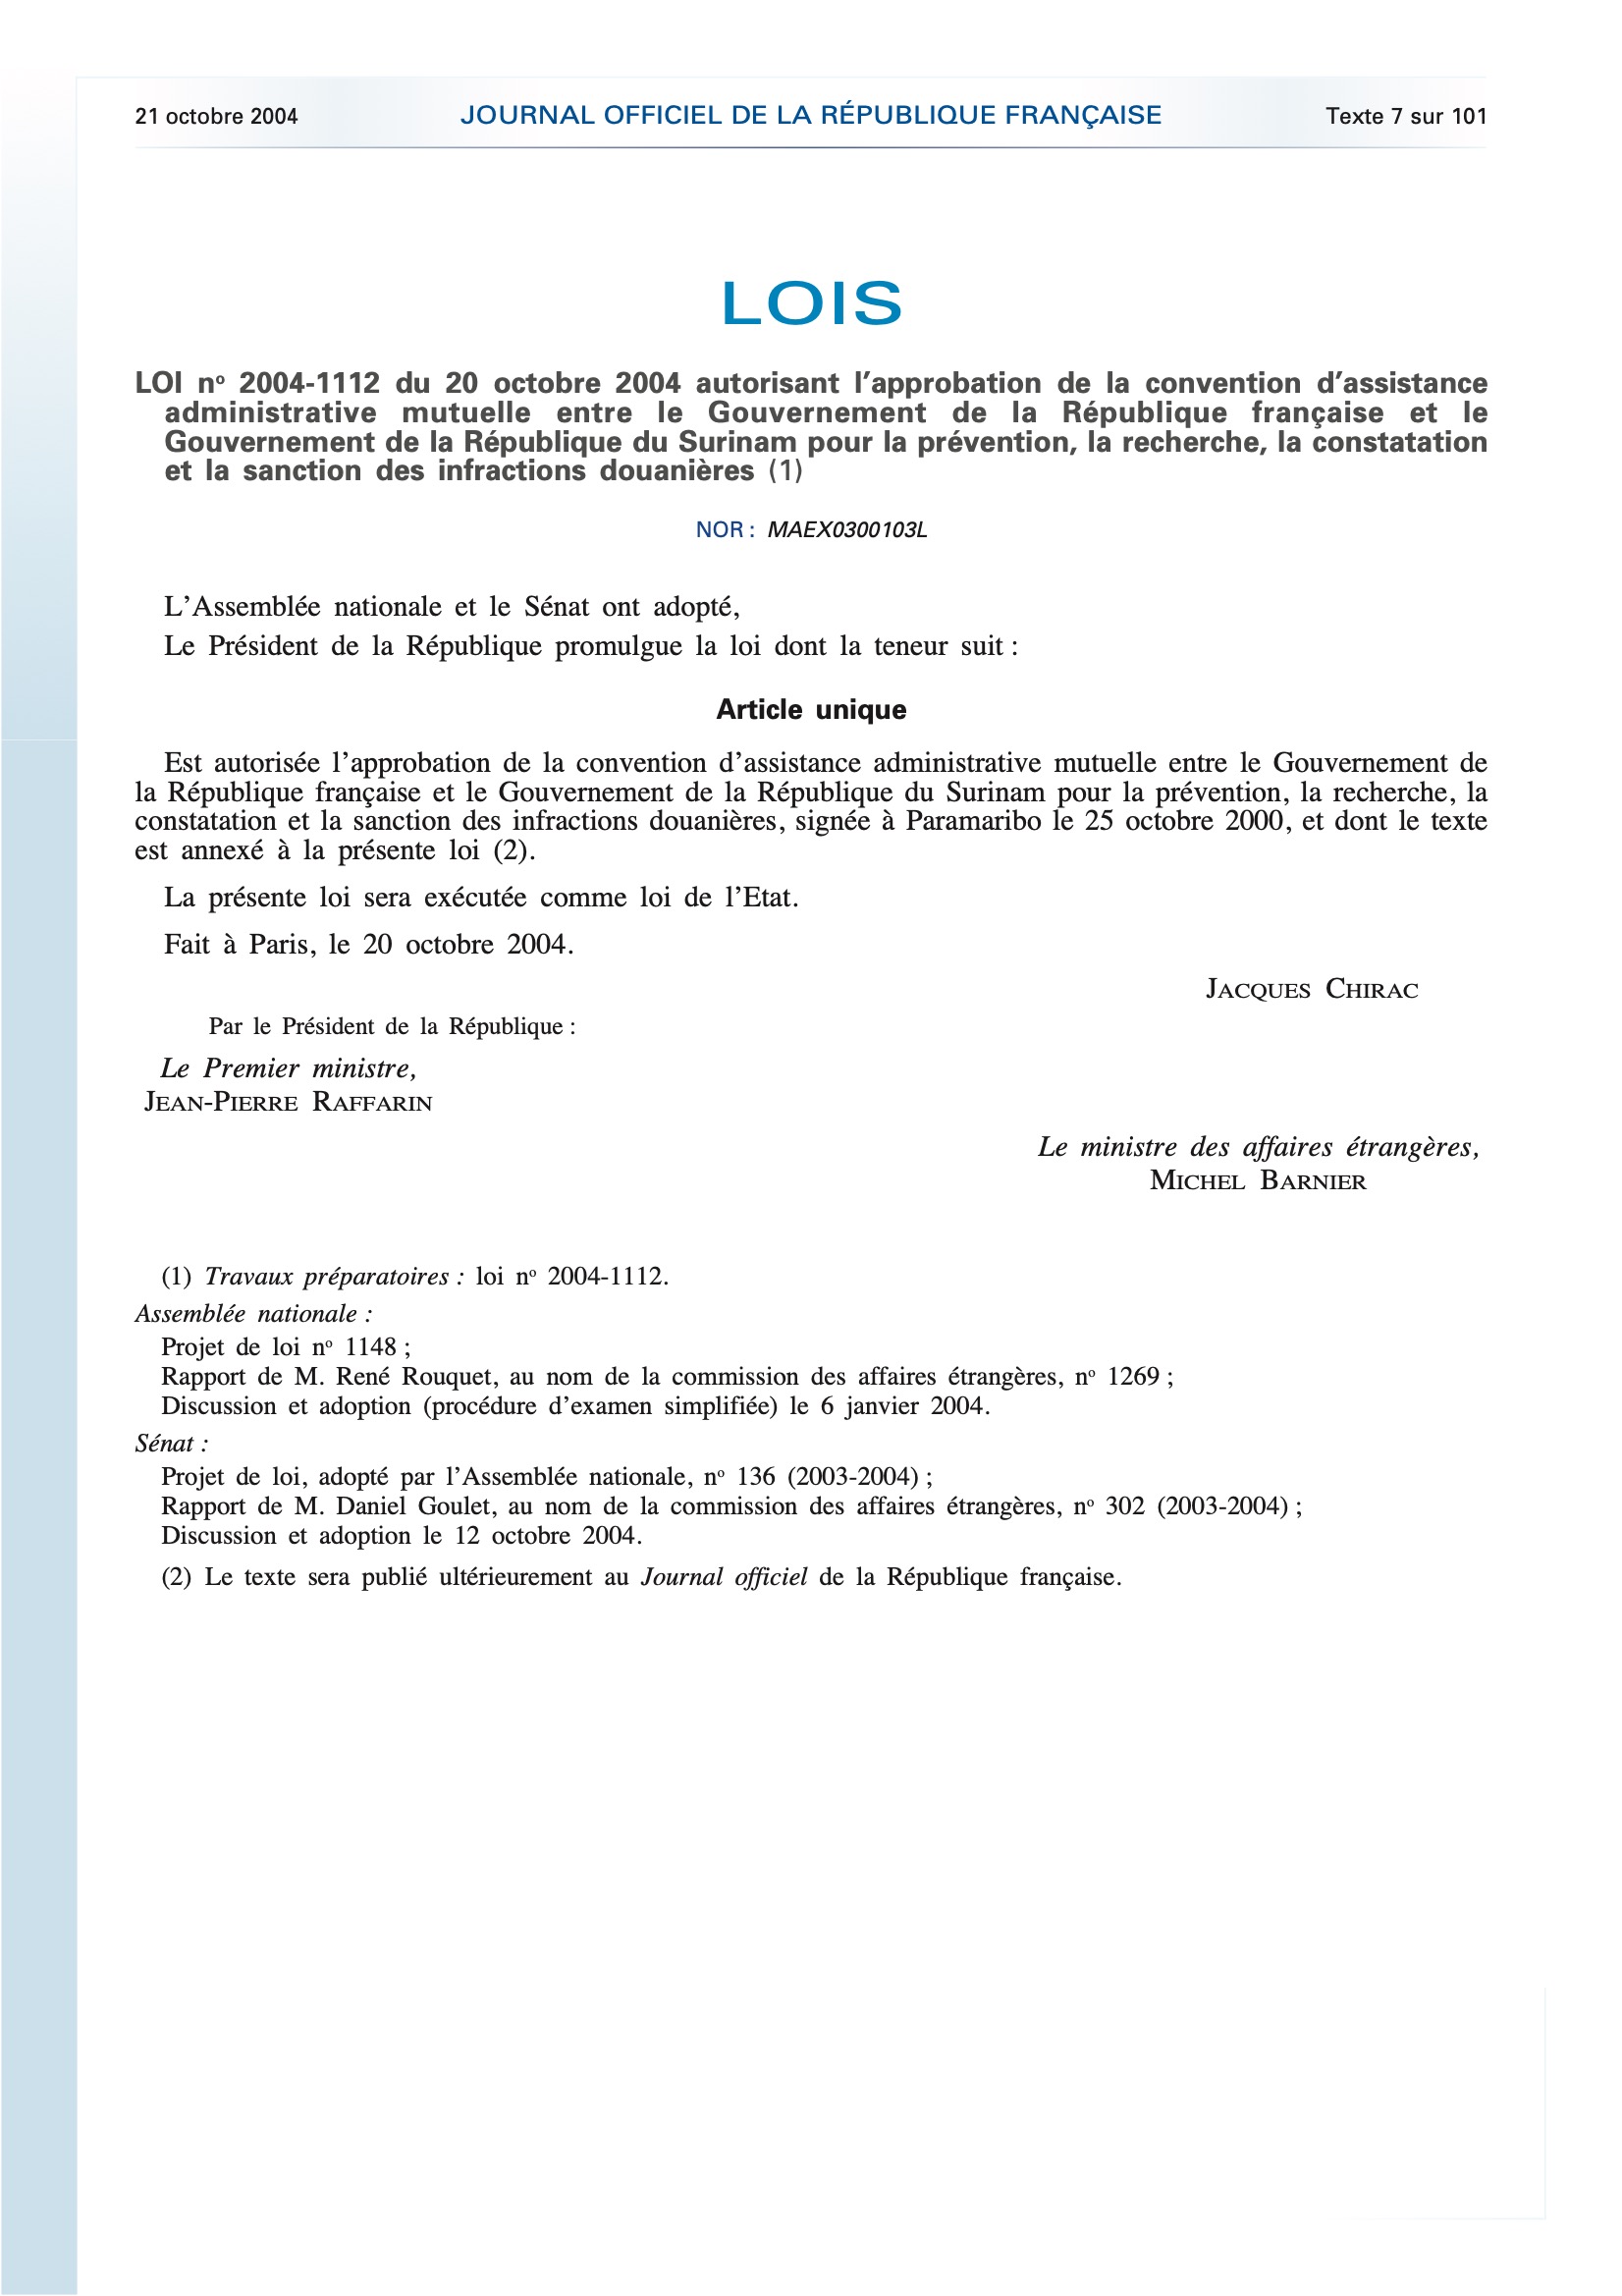 21 octobre 2004
JOURNAL OFFICIEL DE LA RÉPUBLIQUE FRANÇAISE
Texte 7 sur 101
LOIS
LOI nº 2004-1112 du 20 octobre 2004 autorisant l’approbation de la convention d’assistance
administrative mutuelle entre le Gouvernement de la République française et le
Gouvernement de la République du Surinam pour la prévention, la recherche, la constatation
et la sanction des infractions douanières (1)
NOR : MAEX0300103L
L’Assemblée nationale et le Sénat ont adopté,
Le Président de la République promulgue la loi dont la teneur suit :
Article unique
Est autorisée l’approbation de la convention d’assistance administrative mutuelle entre le Gouvernement de
la République française et le Gouvernement de la République du Surinam pour la prévention, la recherche, la
constatation et la sanction des infractions douanières, signée à Paramaribo le 25 octobre 2000, et dont le texte
est annexé à la présente loi (2).
La présente loi sera exécutée comme loi de l’Etat.
Fait à Paris, le 20 octobre 2004.
JACQUES CHIRAC
Par le Président de la République :
Le Premier ministre,
JEAN-PIERRE RAFFARIN
Le ministre des affaires étrangères,
MICHEL BARNIER
(1) Travaux préparatoires : loi nº 2004-1112.
Assemblée nationale :
Projet de loi nº 1148 ;
Rapport de M. René Rouquet, au nom de la commission des affaires étrangères, nº 1269 ;
Discussion et adoption (procédure d’examen simplifiée) le 6 janvier 2004.
Sénat :
Projet de loi, adopté par l’Assemblée nationale, nº 136 (2003-2004) ;
Rapport de M. Daniel Goulet, au nom de la commission des affaires étrangères, nº 302 (2003-2004) ;
Discussion et adoption le 12 octobre 2004.
(2) Le texte sera publié ultérieurement au Journal officiel de la République française.